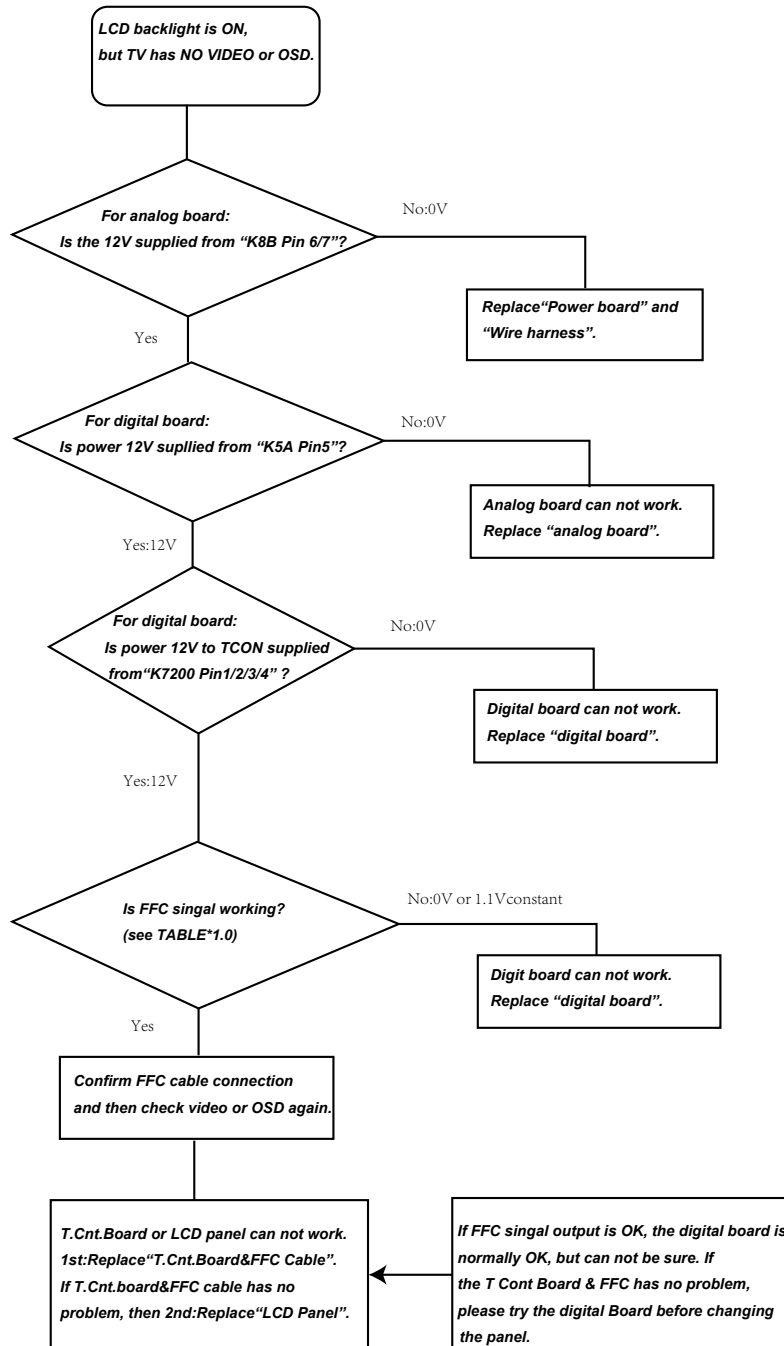 LCD backlight is ON,
but TV has NO VIDEO or OSD.
For analog board:
Is the 12V supplied from “K8B Pin 6/7”?
No:0V
Replace“Power board” and
“Wire harness”.
Yes
For digital board:
Is power 12V supllied from “K5A Pin5”?
No:0V
Analog board can not work.
Replace “analog board”.
Yes:12V
For digital board:
Is power 12V to TCON supplied
from“K7200 Pin1/2/3/4” ?
No:0V
Digital board can not work.
Replace “digital board”.
Yes:12V
Is FFC singal working?
(see TABLE*1.0)
No:0V or 1.1Vconstant
Digit board can not work.
Replace “digital board”.
Yes
Confirm FFC cable connection
and then check video or OSD again.
T.Cnt.Board or LCD panel can not work.
1st:Replace“T.Cnt.Board&FFC Cable”.
If T.Cnt.board&FFC cable has no
problem, then 2nd:Replace“LCD Panel”.
If FFC singal output is OK, the digital board is
normally OK, but can not be sure. If
the T Cont Board & FFC has no problem,
please try the digital Board before changing
the panel.